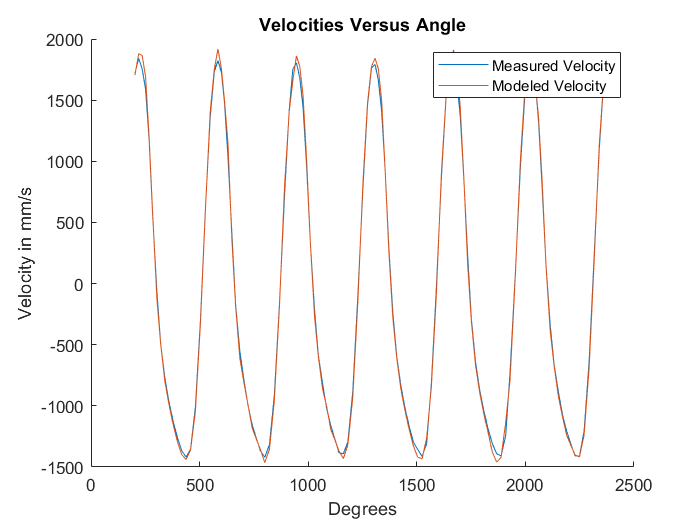 Velocities Versus Angle
2000
Measured Velocity
Modeled Velocity
1500
1000
500
0
-500
-1000
-1500
Velocity in mm/s
0 500 1000 1500 2000 2500
Degrees